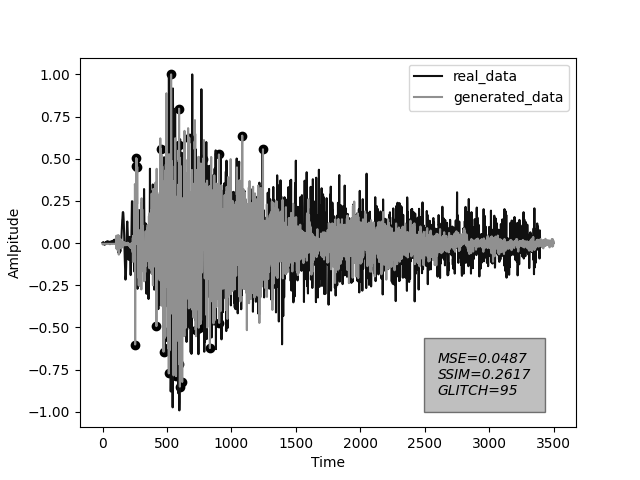 real_data
generated_data
1.00
0.75
0.50
0.25
0.00
−0.25
−0.50
−0.75
−1.00
Amlpitude
MSE=0.0487
SSIM=0.2617
GLITCH=95
0 500 1000 1500 2000 2500 3000 3500
Time